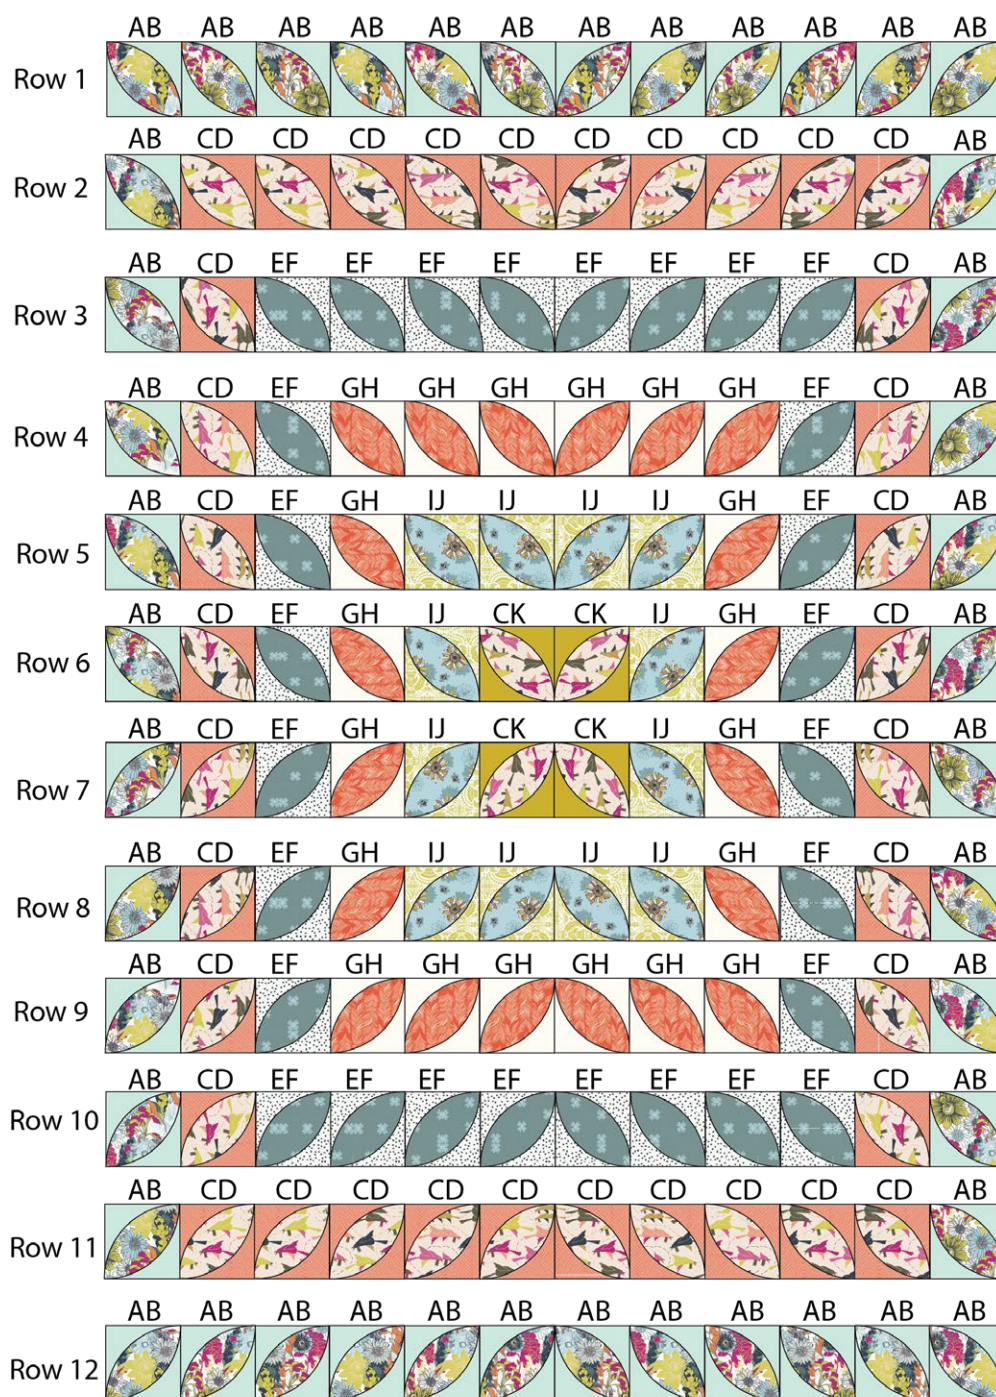 AB AB AB AB AB AB AB AB AB AB AB AB
Row 1
AB CD CD CD CD CD CD CD CD CD CD AB
Row 2
AB CD EF EF EF EF EF EF EF EF CD AB
Row 3
AB CD EF GH GH GH GH GH GH EF CD AB
Row 4
AB CD EF GH IJ IJ IJ IJ GH EF CD AB
Row 5
AB CD EF GH IJ CK CK IJ GH EF CD AB
Row 6
AB CD EF GH IJ CK CK IJ GH EF CD AB
Row 7
AB CD EF GH IJ IJ IJ IJ GH EF CD AB
Row 8
AB CD EF GH GH GH GH GH GH EF CD AB
Row 9
AB CD EF EF EF EF EF EF EF EF CD AB
Row 10
AB CD CD CD CD CD CD CD CD CD CD AB
Row 11
AB AB AB AB AB AB AB AB AB AB AB AB
Row 12